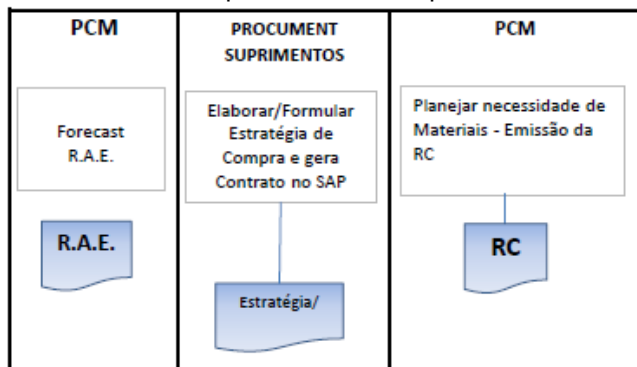 PCM
PROCUMENT
SUPRIMENTOS
PCM
Forecast
R.A.E.
R.A.E.
Elaborar/Formular
Estratégia de
Compra e gera
Contrato no SAP
Estratégia/
Planejar necessidade de
Materiais - Emissão da
RC
RC